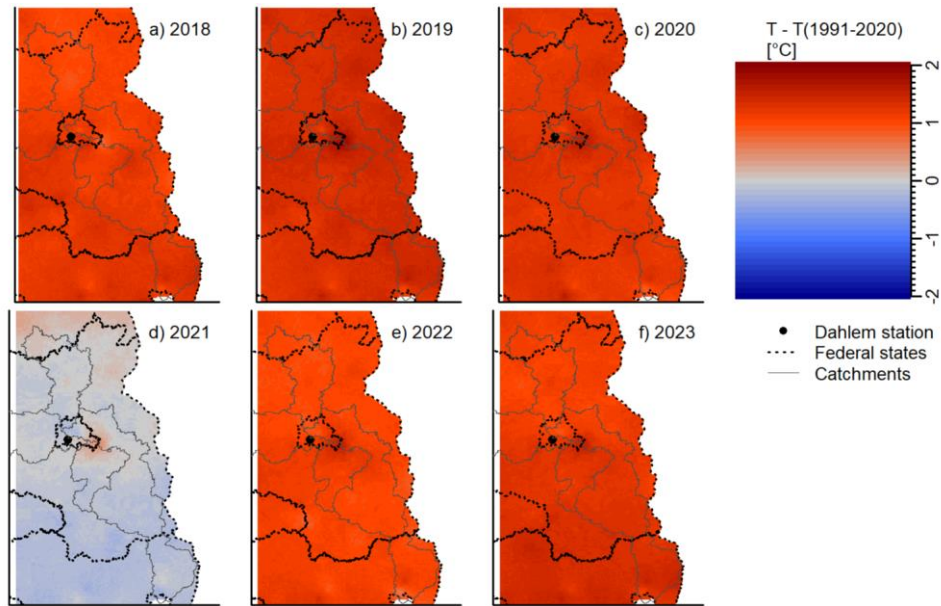 a) 2018
b) 2019
c) 2020
T - T(1991-2020)
[°C]
2
1
0
-1
-2
d) 2021
e) 2022
f) 2023
Dahlem station
Federal states
Catchments